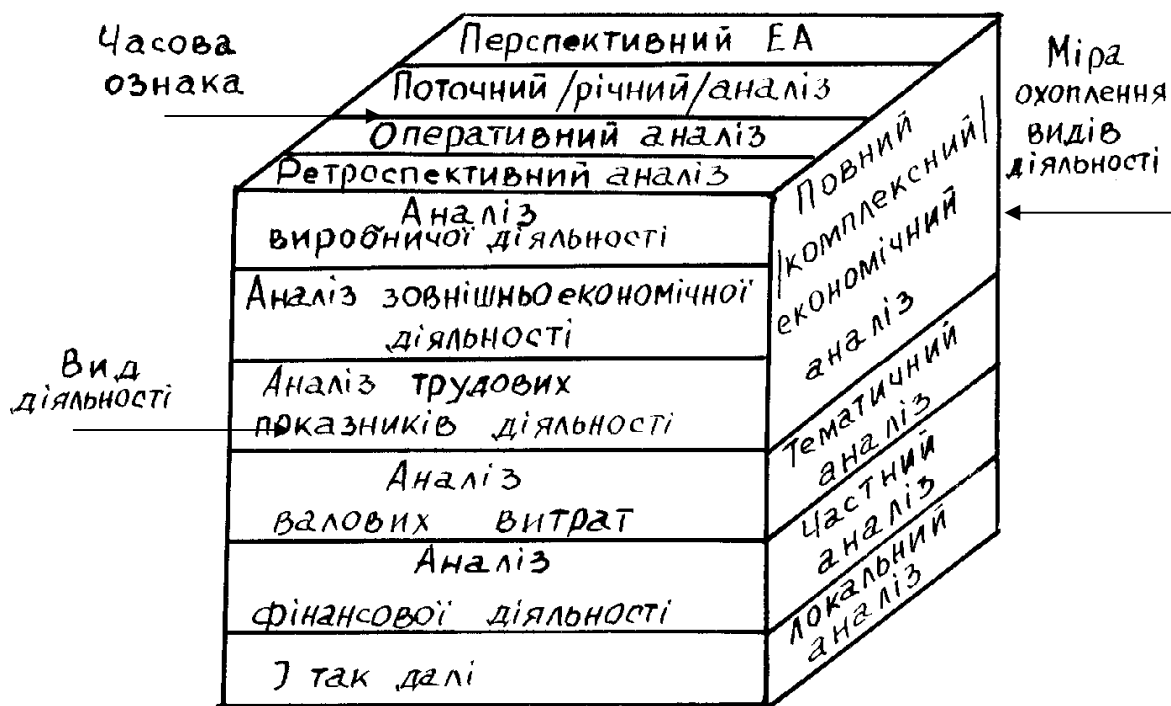 Часова
ознака
Перспективний ЕА
Поточний /річний/аналіз
Оперативний аналіз
Ретроспективний аналіз
Міра
охоплення
видів
діяльності
Вид
діяльності
Аналіз
виробничої діяльності
Аналіз зовнішньоекономічної
діяльності
Аналіз трудових
показників діяльності
Аналіз
валових витрат
Аналіз
фінансової діяльності
І так далі
Повний
/комплексний/
економічний
аналіз
Тематичний
аналіз
Частний
аналіз
Локальний
аналіз